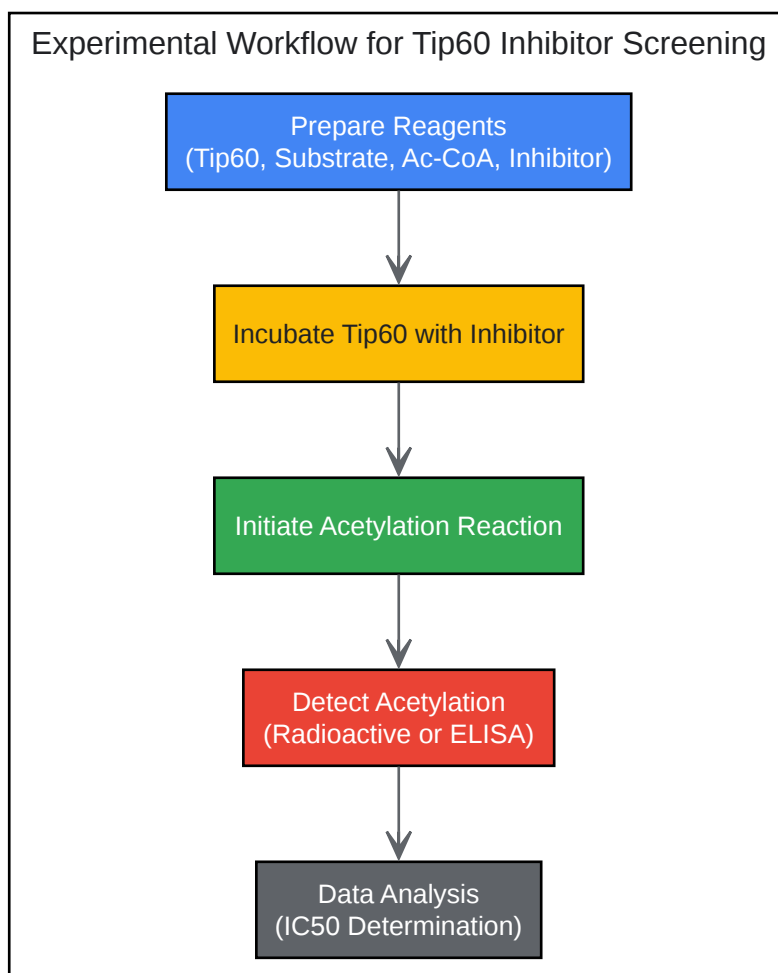 Experimental Workflow for Tip60 Inhibitor Screening
Prepare Reagents
(Tip60, Substrate, Ac-CoA, Inhibitor)
Incubate Tip60 with Inhibitor
Initiate Acetylation Reaction
Detect Acetylation
(Radioactive or ELISA)
Data Analysis
(IC50 Determination)